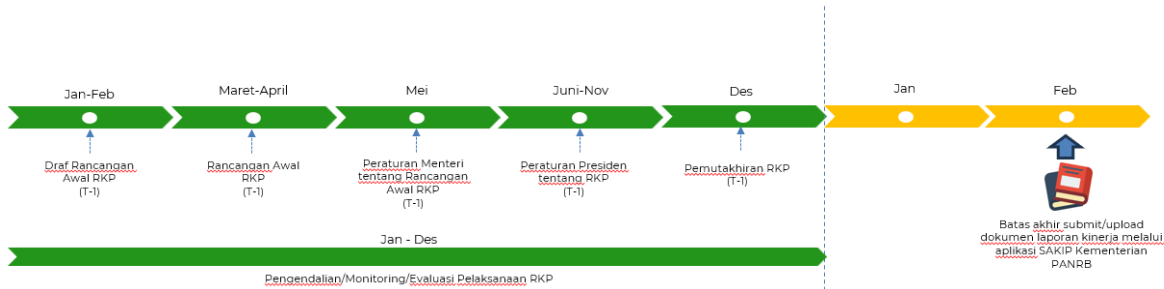 Jan-Feb
Maret-April
Mei
Juni-Nov
Des
Jan
Feb
Draf Rancangan
Awal RKP
(T-1)
Rancangan Awal
RKP
(T-1)
Peraturan Menteri
tentang Rancangan
Awal RKP
(T-1)
Peraturan Presiden
tentang RKP
(T-1)
Pemutakhiran RKP
(T-1)
Batas akhir submit/upload
dokumen laporan kinerja melalui
aplikasi SAKIP Kementerian
PANRB
Jan - Des
Pengendalian/Monitoring/Evaluasi Pelaksanaan RKP